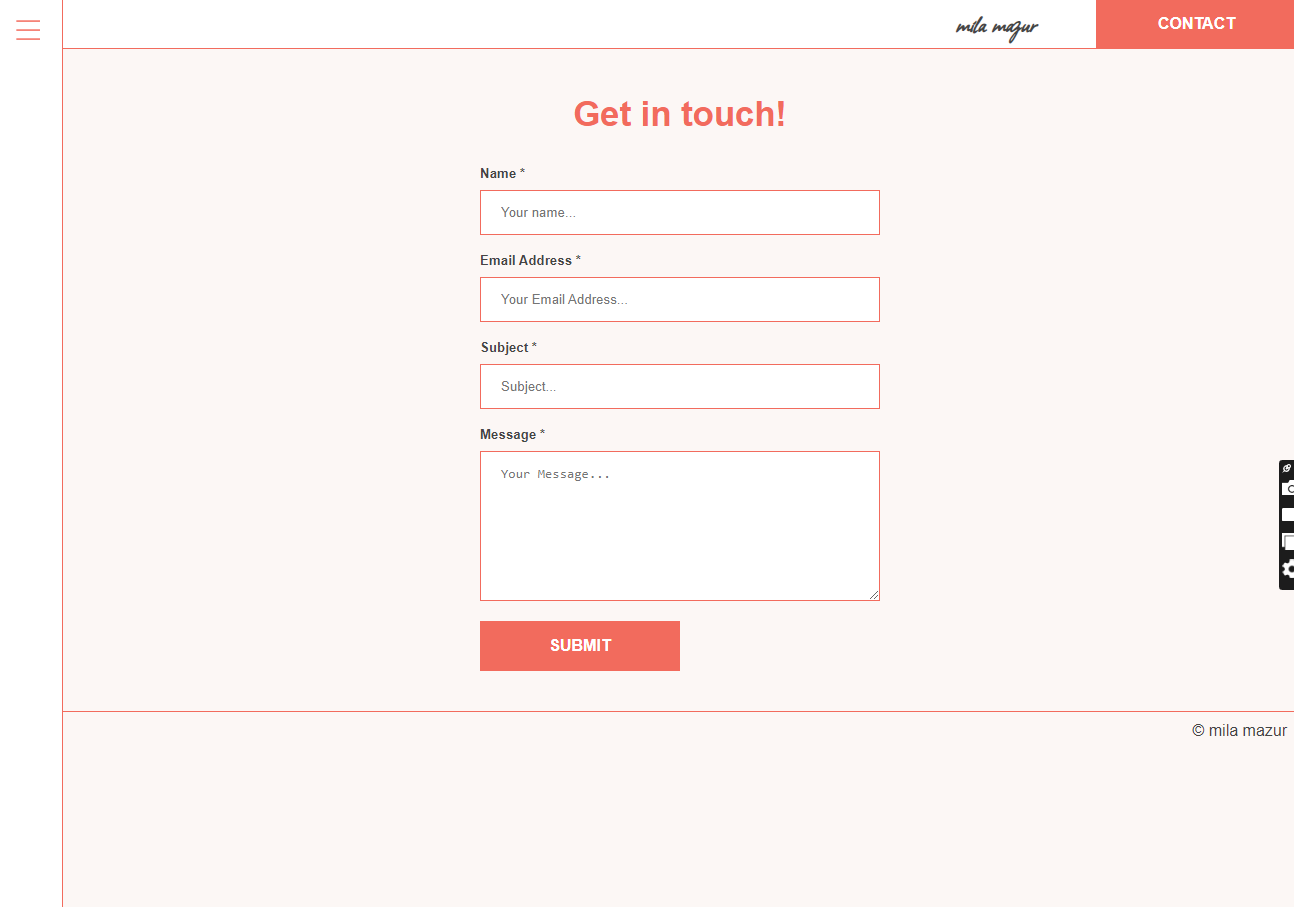 mila mazur
CONTACT
Get in touch!
Name *
Your name...
Email Address *
Your Email Address...
Subject *
Subject...
Message *
Your Message...
SUBMIT
© mila mazur